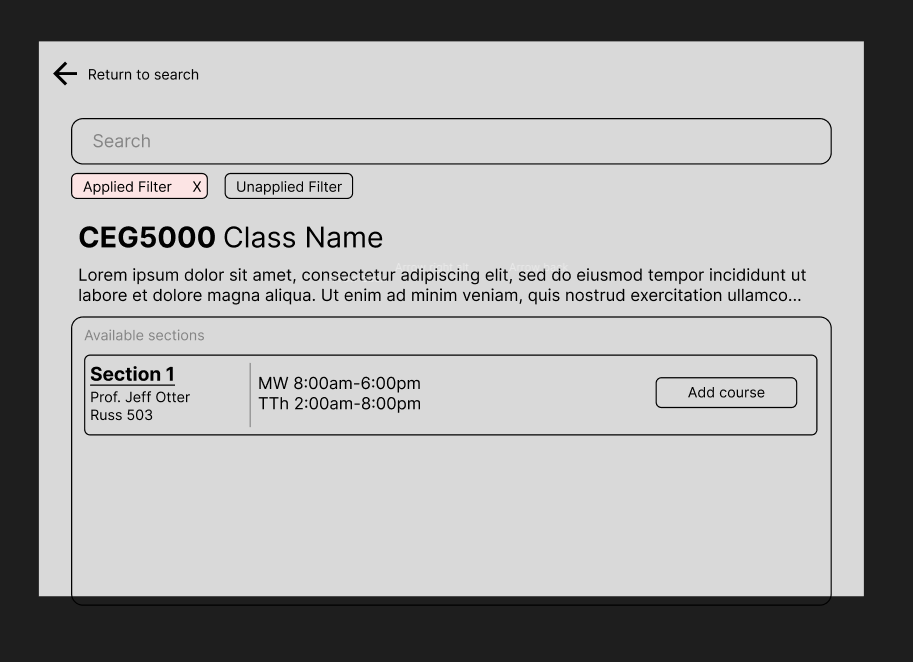 Return to search
Search
Applied Filter X
Unapplied Filter
CEG5000 Class Name
Lorem ipsum dolor sit amet, consectetur adipiscing elit, sed do eiusmod tempor incididunt ut
labore et dolore magna aliqua. Ut enim ad minim veniam, quis nostrud exercitation ullamco...
Available sections
Section 1
Prof. Jeff Otter
Russ 503
MW 8:00am-6:00pm
TTh 2:00am-8:00pm
Add course